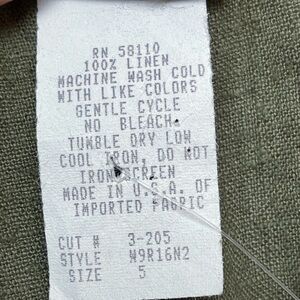 RN 58110
100% LINEN
MACHINE WASH COLD
WITH LIKE COLORS
GENTLE CYCLE
NO BLEACH.
TUMBLE DRY LOW
COOL IRON, DO NOT
IRON SCREEN
MADE IN U.S.A. OF
IMPORTED FABRIC
CUT # 3-205
STYLE W9R16N2
SIZE 5